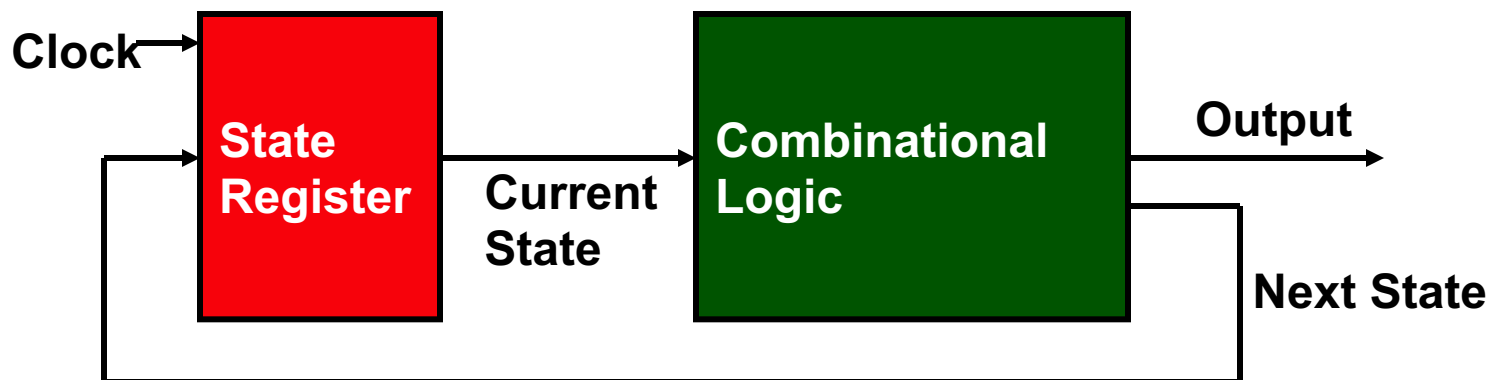 Clock
State
Register
Current
State
Combinational
Logic
Output
Next State